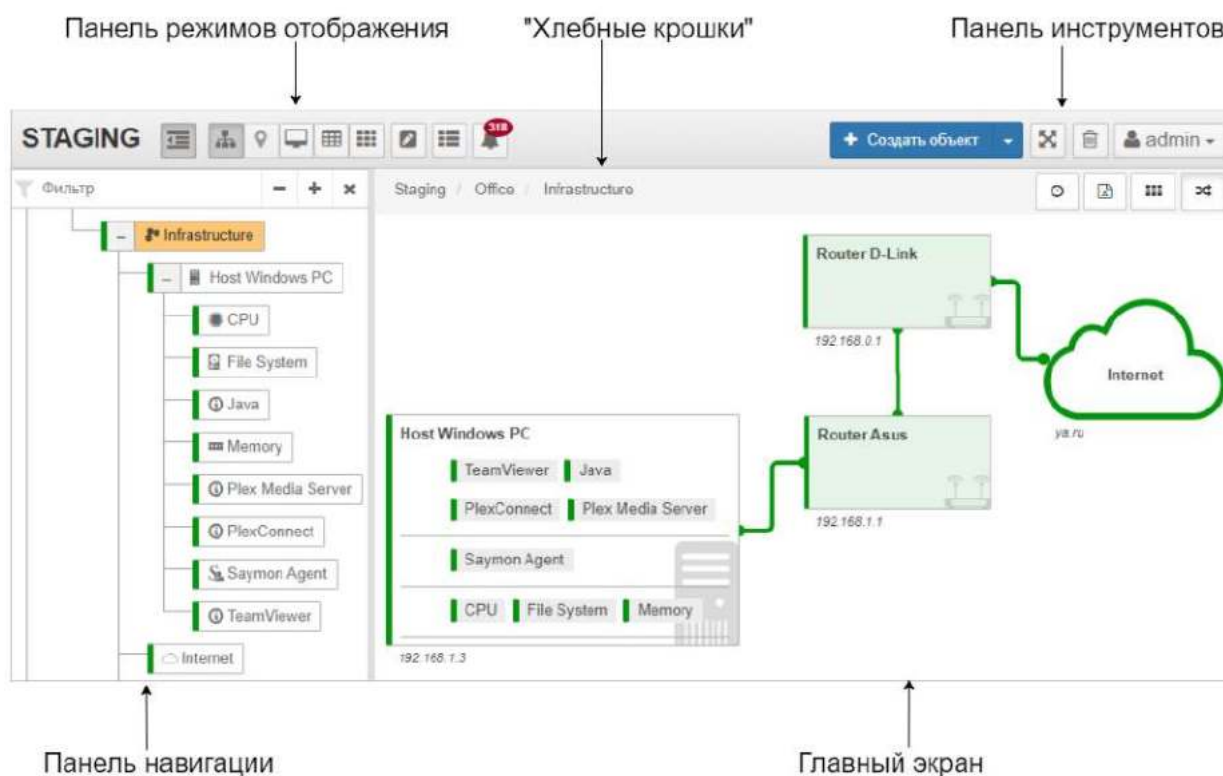 Панель режимов отображения
"Хлебные крошки"
Панель инструментов
STAGING
318
Создать объект
admin
Фильтр
Staging / Office / Infrastructure
Infrastructure
Host Windows PC
CPU
File System
Java
Memory
Plex Media Server
PlexConnect
Saymon Agent
TeamViewer
Internet
Router D-Link
192.168.0.1
Internet
ya.ru
Host Windows PC
TeamViewer Java
PlexConnect Plex Media Server
Saymon Agent
CPU File System Memory
192.168.1.3
Router Asus
192.168.1.1
Панель навигации
Главный экран